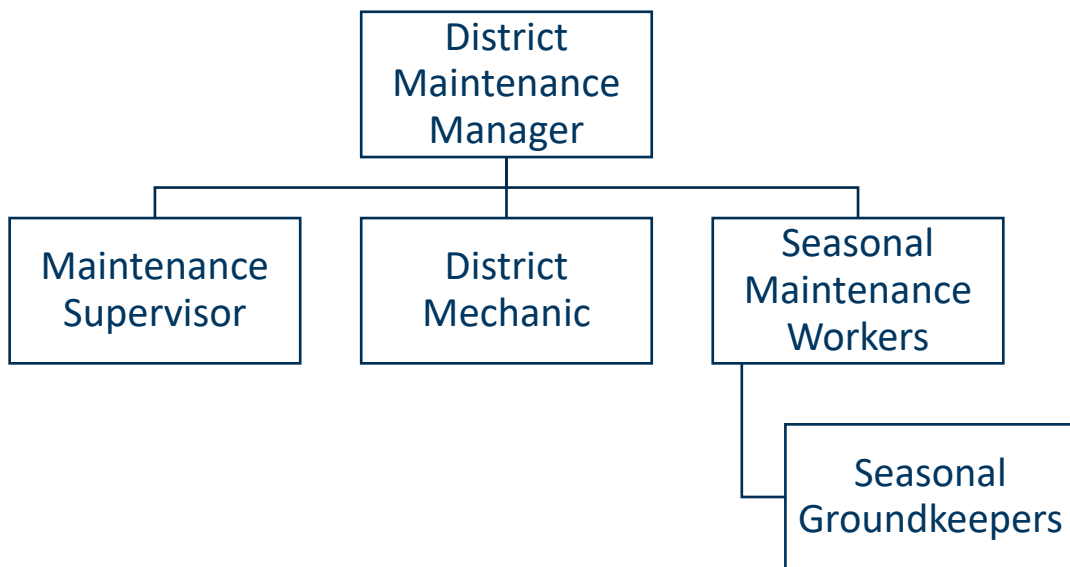 District
Maintenance
Manager
Maintenance
Supervisor
District
Mechanic
Seasonal
Maintenance
Workers
Seasonal
Groundkeepers